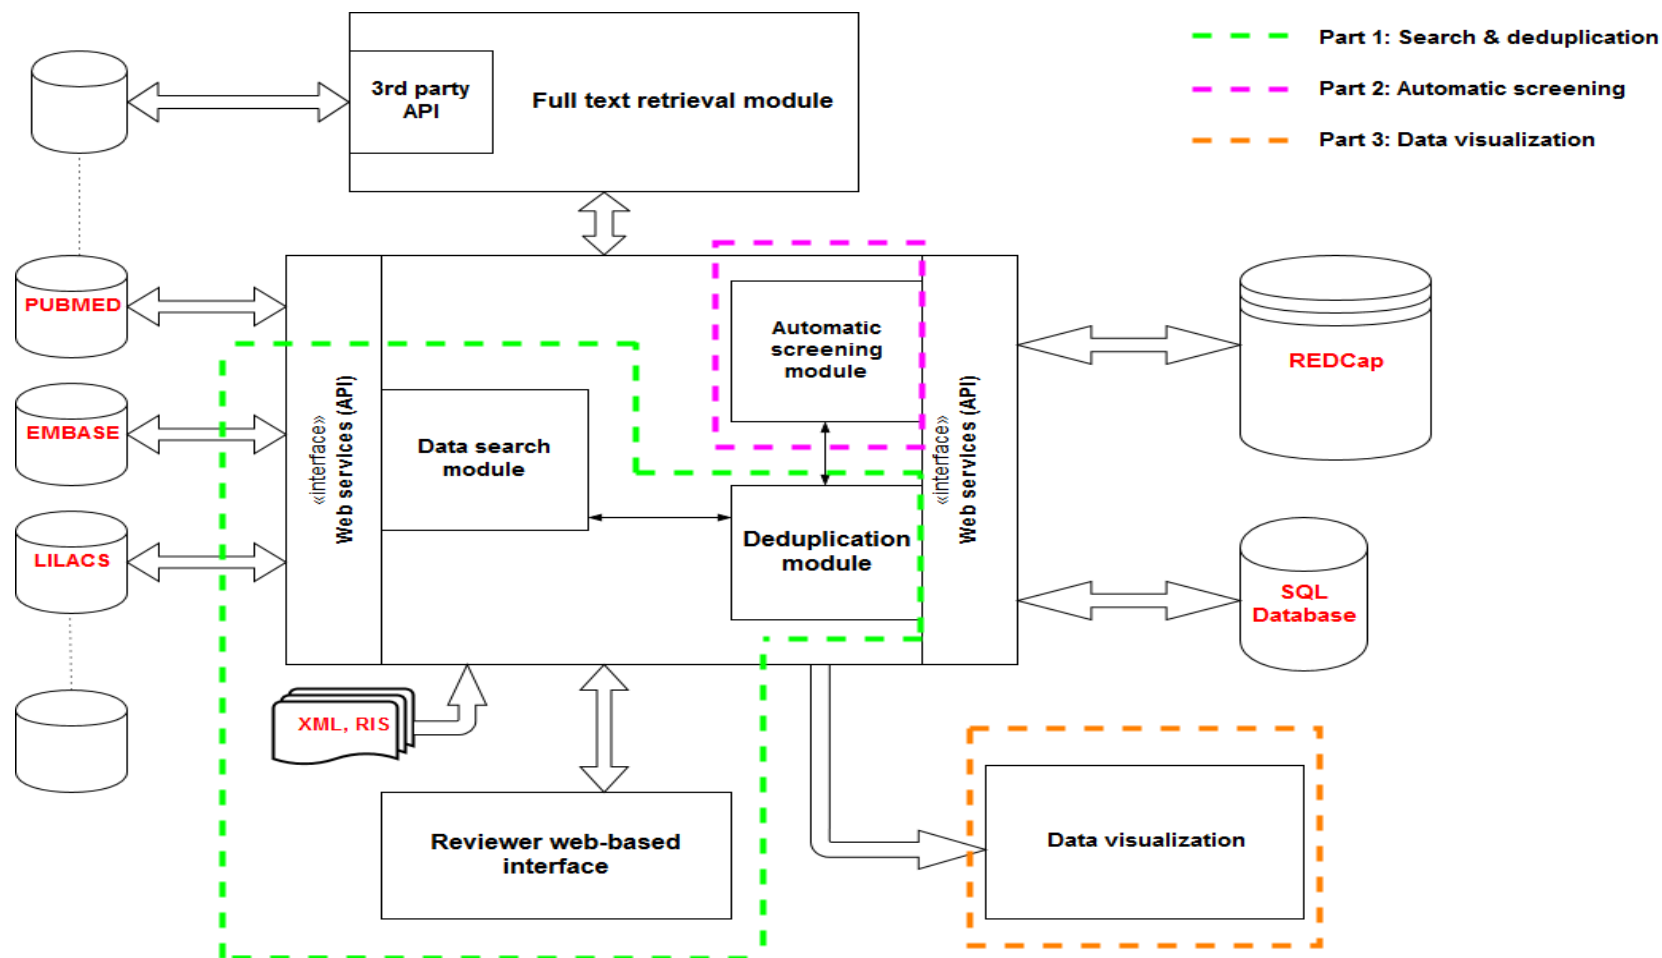 Part 1: Search & deduplication
Part 2: Automatic screening
Part 3: Data visualization
3rd party
API
Full text retrieval module
PUBMED
EMBASE
LILACS
«interface»
Web services (API)
Data search
module
Automatic
screening
module
Deduplication
module
«interface»
Web services (API)
REDCap
SQL
Database
XML, RIS
Reviewer web-based
interface
Data visualization